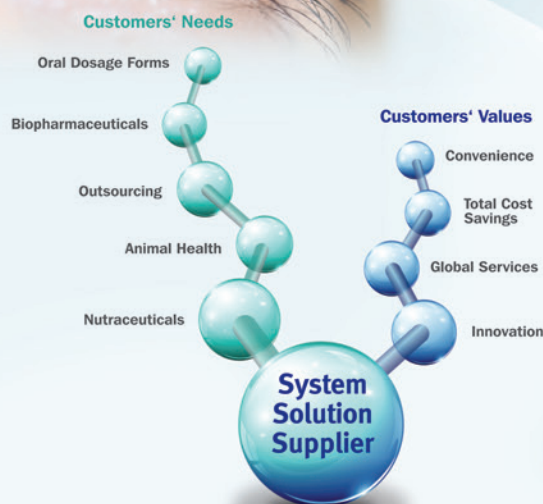 Customers‘ Needs
Oral Dosage Forms
Biopharmaceuticals
Outsourcing
Animal Health
Nutraceuticals
Customers‘ Values
Convenience
Total Cost
Savings
Global Services
Innovation
System
Solution
Supplier